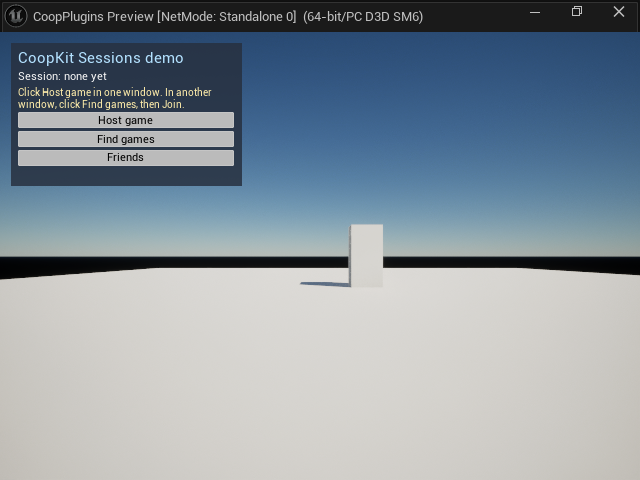 CoopPlugins Preview [NetMode: Standalone 0]  (64-bit/PC D3D SM6)
CoopKit Sessions demo
Session: none yet
Click Host game in one window. In another
window, click Find games, then Join.
Host game
Find games
Friends